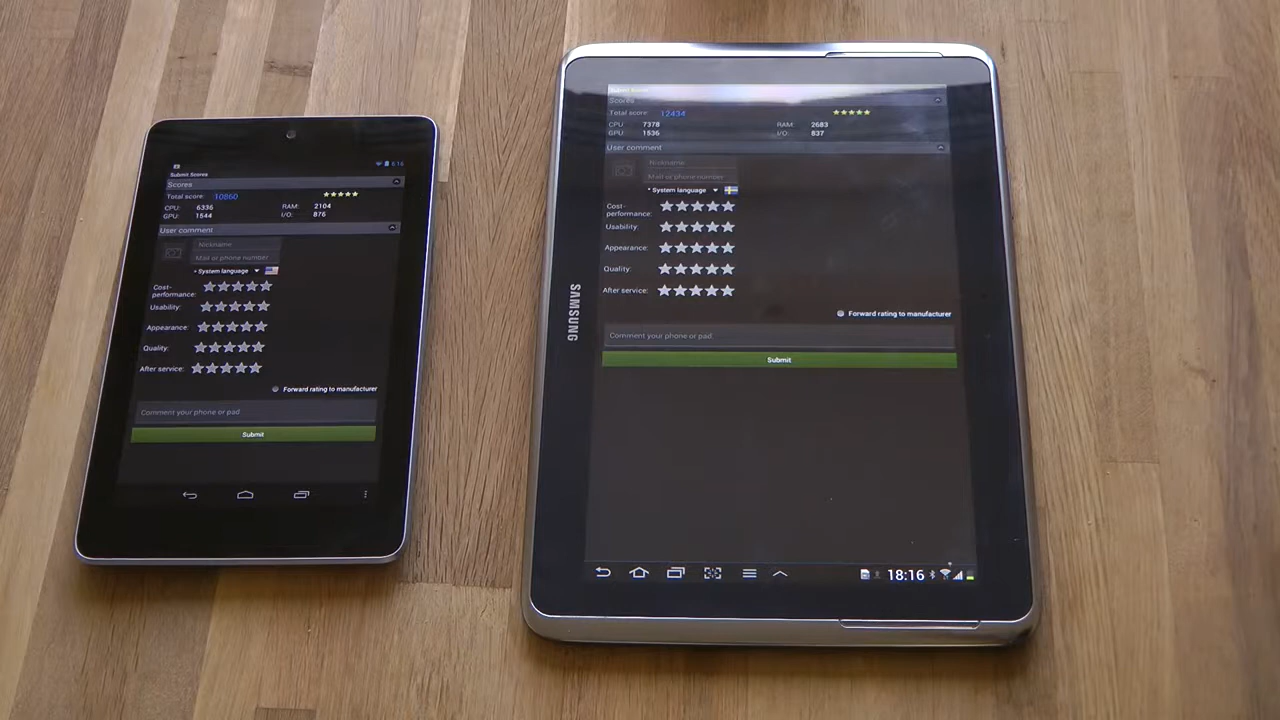 6:16
Submit Scores
Scores
Total score: 10860
CPU: 6336 RAM: 2104
GPU: 1544 I/O: 876
User comment
Nickname
Mail or phone number
* System language
Cost-
performance:
Usability:
Appearance:
Quality:
After service:
Forward rating to manufacturer
Comment your phone or pad
Submit
SAMSUNG
Submit Scores
Scores
Total score: 12434
CPU: 7378 RAM: 2683
GPU: 1536 I/O: 837
User comment
Nickname
Mail or phone number
* System language
Cost-
performance:
Usability:
Appearance:
Quality:
After service:
Forward rating to manufacturer
Comment your phone or pad.
Submit
18:16